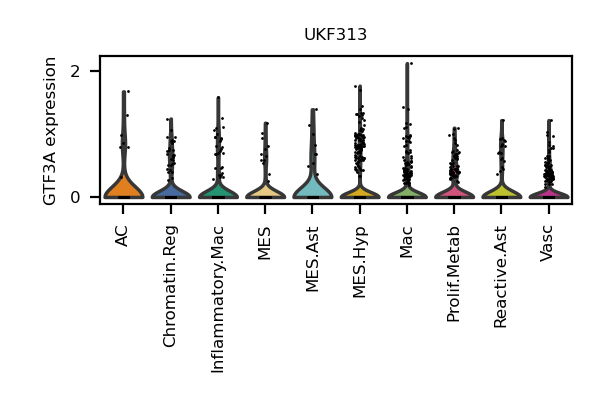 UKF313
GTF3A expression
2
0
AC
Chromatin.Reg
Inflammatory.Mac
MES
MES.Ast
MES.Hyp
Mac
Prolif.Metab
Reactive.Ast
Vasc